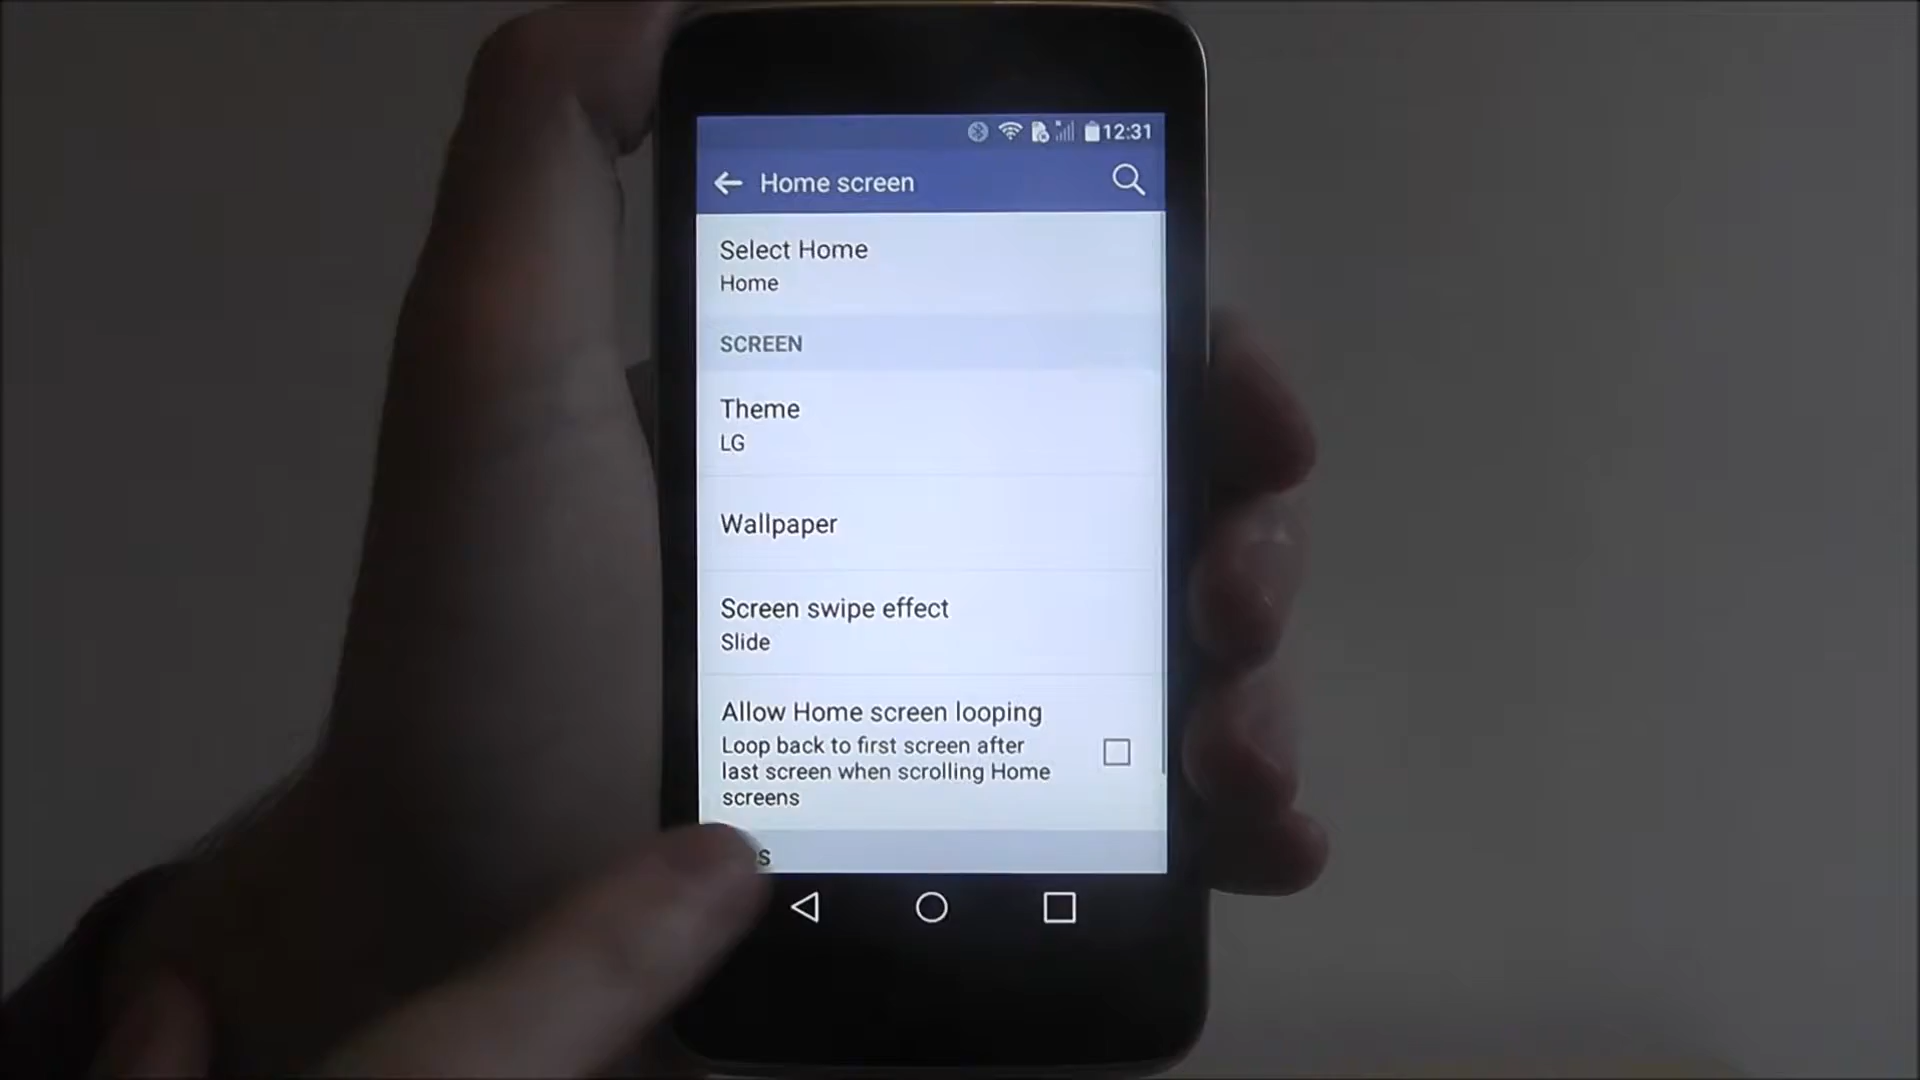 12:31
Home screen
Select Home
Home
SCREEN
Theme
LG
Wallpaper
Screen swipe effect
Slide
Allow Home screen looping
Loop back to first screen after
last screen when scrolling Home
screens